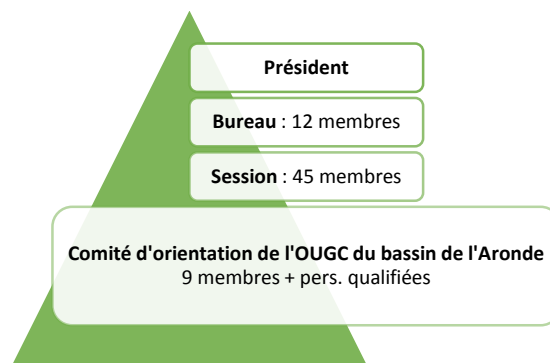 Président
Bureau : 12 membres
Session : 45 membres
Comité d'orientation de l'OUGC du bassin de l'Aronde
9 membres + pers. qualifiées